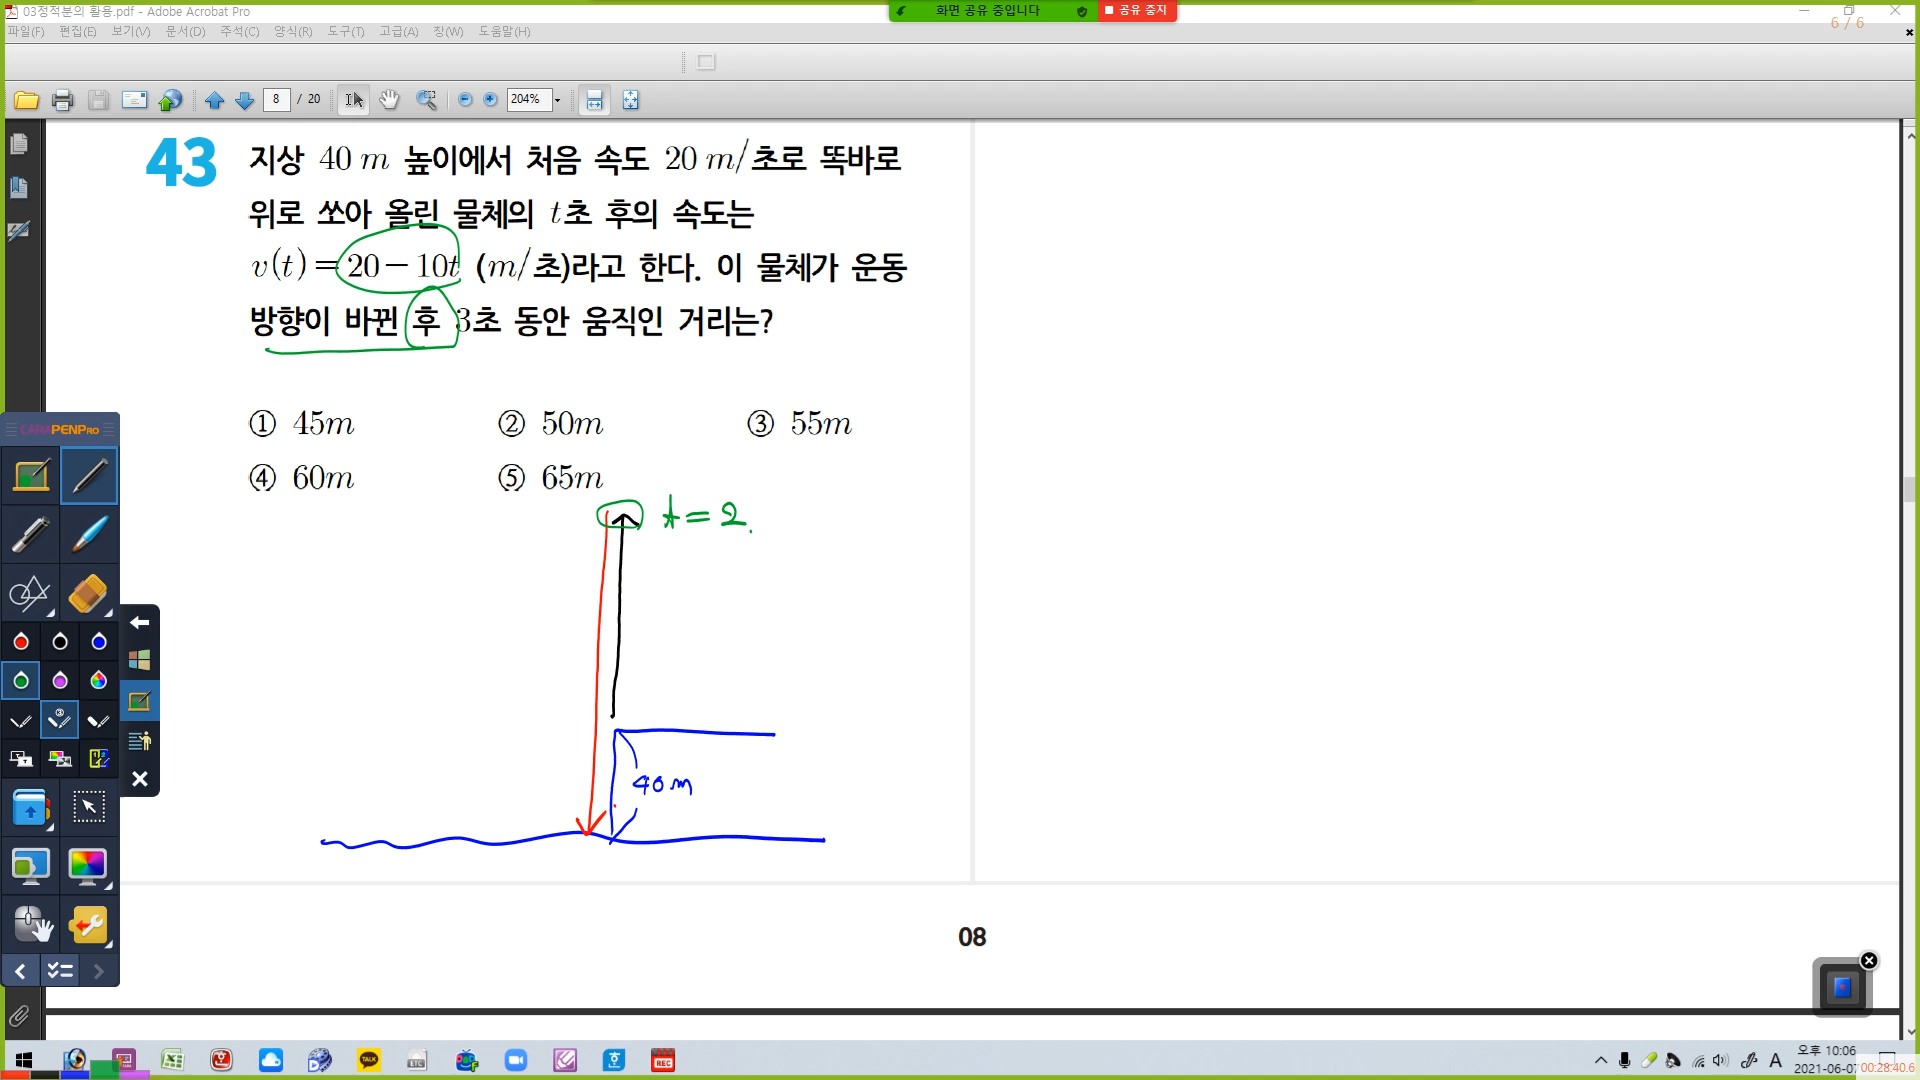 03정적분의 활용.pdf - Adobe Acrobat Pro
화면 공유 중입니다
공유 중지
6 / 6
파일(F) 편집(E) 보기(V) 문서(D) 주석(C) 양식(R) 도구(T) 고급(A) 창(W) 도움말(H)
8 / 20
204%
43 지상 40 m 높이에서 처음 속도 20 m/초로 똑바로
위로 쏘아 올린 물체의 t초 후의 속도는
v(t)=20-10t (m/초)라고 한다. 이 물체가 운동
방향이 바뀐 후 3초 동안 움직인 거리는?
① 45m ② 50m ③ 55m
④ 60m ⑤ 65m
t=2.
40m
08
CARAPENPRO
TALK
ETC
REC
A
오후 10:06
2021-06-07
00:28:40.6